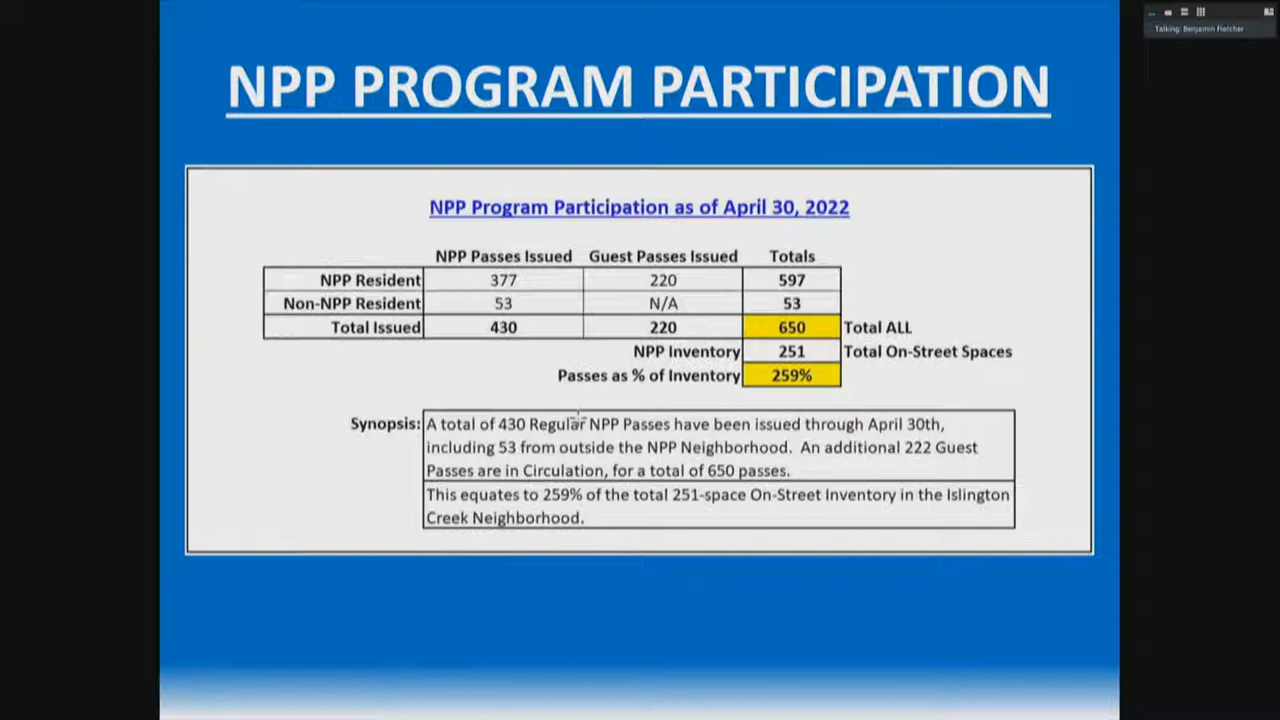 Talking: Benjamin Fletcher
NPP PROGRAM PARTICIPATION
NPP Program Participation as of April 30, 2022
NPP Passes Issued Guest Passes Issued Totals
NPP Resident 377 220 597
Non-NPP Resident 53 N/A 53
Total Issued 430 220 650 Total ALL
NPP Inventory 251 Total On-Street Spaces
Passes as % of Inventory 259%
Synopsis: A total of 430 Regular NPP Passes have been issued through April 30th,
including 53 from outside the NPP Neighborhood. An additional 222 Guest
Passes are in Circulation, for a total of 650 passes.
This equates to 259% of the total 251-space On-Street Inventory in the Islington
Creek Neighborhood.